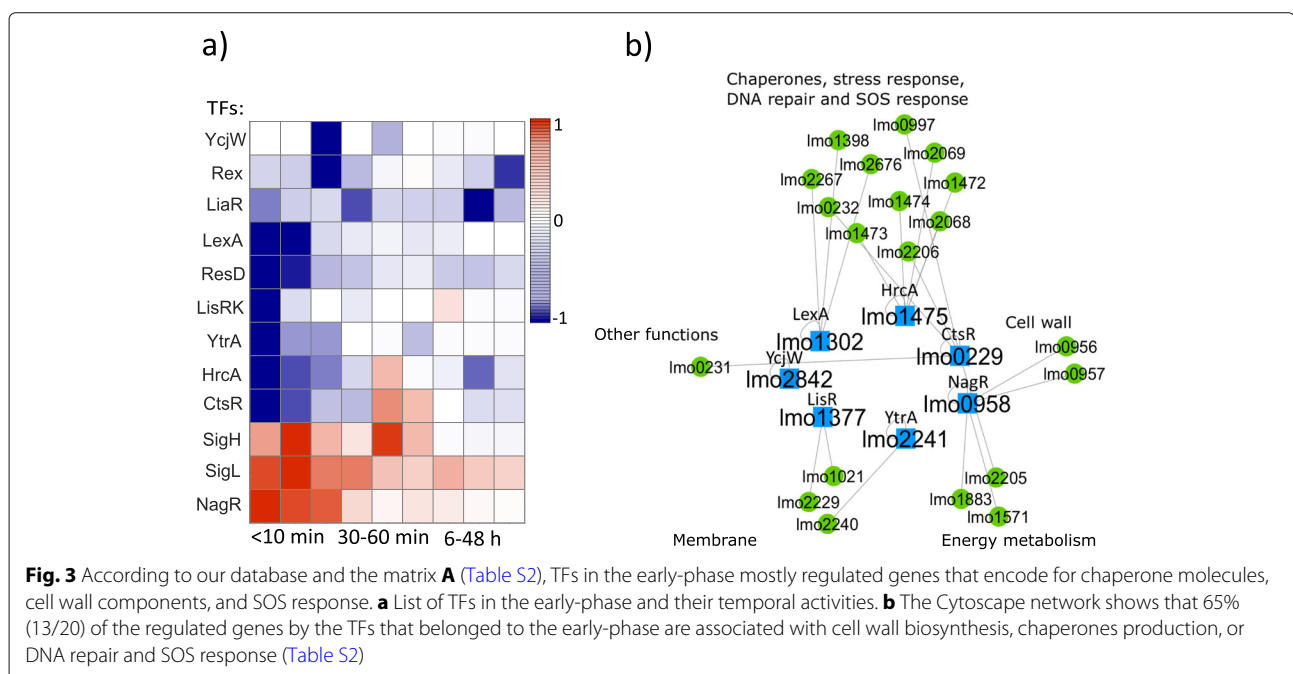 a)
TFs:
YcjW
Rex
LiaR
LexA
ResD
LisRK
YtrA
HrcA
CtsR
SigH
SigL
NagR
1
0
-1
<10 min 30-60 min 6-48 h
b)
Chaperones, stress response,
DNA repair and SOS response
lmo0997
lmo1398
lmo2069
lmo2676
lmo2267
lmo1472
lmo1474
lmo0232
lmo2068
lmo1473
lmo2206
HrcA
lmo1475
LexA
lmo1302
Cell wall
Other functions
CtsR
lmo0229
lmo0956
lmo0231
YcjW
lmo2842
lmo0957
NagR
lmo0958
LisR
lmo1377
YtrA
lmo2241
lmo1021
lmo2205
lmo2229
lmo1883
lmo2240
lmo1571
Membrane
Energy metabolism
Fig. 3 According to our database and the matrix A (Table S2), TFs in the early-phase mostly regulated genes that encode for chaperone molecules,
cell wall components, and SOS response. a List of TFs in the early-phase and their temporal activities. b The Cytoscape network shows that 65%
(13/20) of the regulated genes by the TFs that belonged to the early-phase are associated with cell wall biosynthesis, chaperones production, or
DNA repair and SOS response (Table S2)